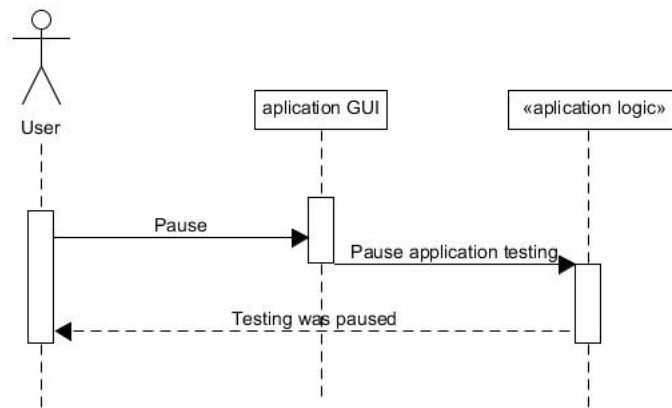 User
aplication GUI
«aplication logic»
Pause
Pause application testing
Testing was paused